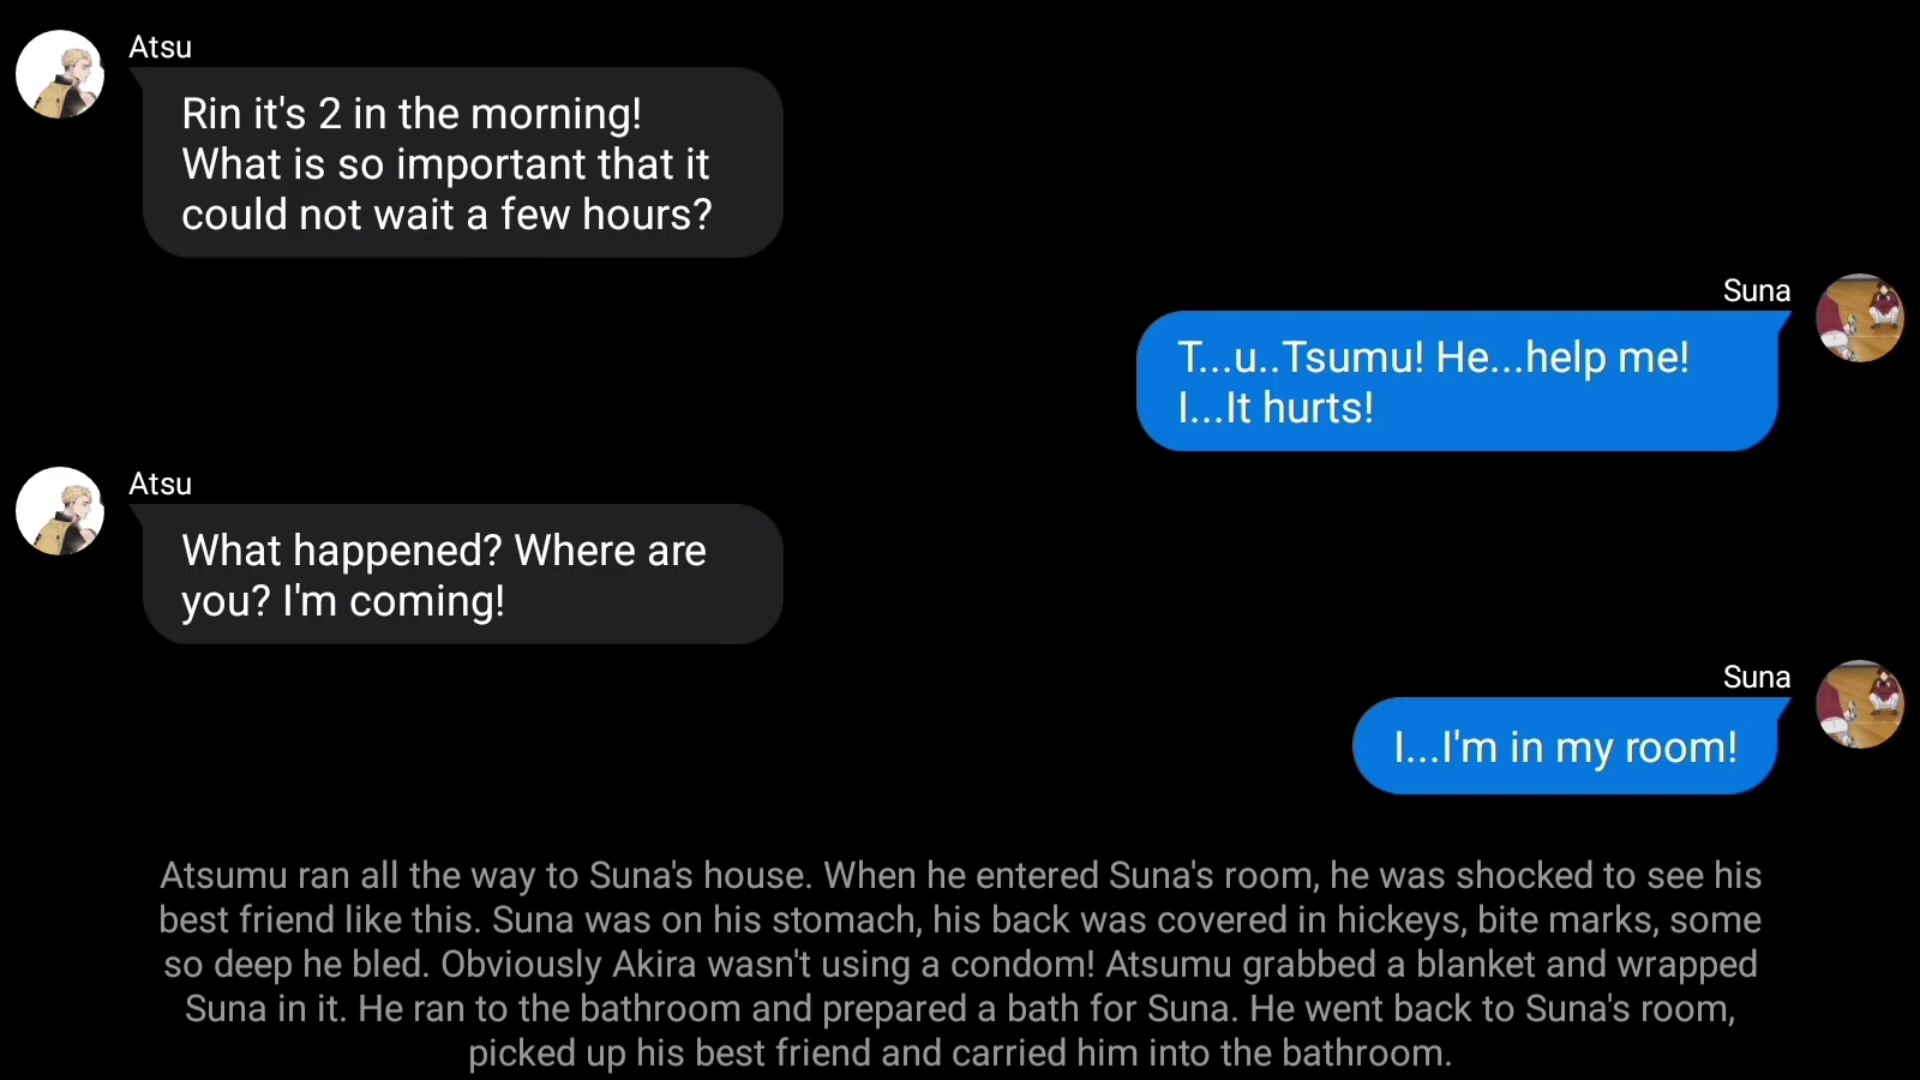 Atsu
Rin it's 2 in the morning!
What is so important that it
could not wait a few hours?
Suna
T...u..Tsumu! He...help me!
I...It hurts!
Atsu
What happened? Where are
you? I'm coming!
Suna
I...I'm in my room!
Atsumu ran all the way to Suna's house. When he entered Suna's room, he was shocked to see his
best friend like this. Suna was on his stomach, his back was covered in hickeys, bite marks, some
so deep he bled. Obviously Akira wasn't using a condom! Atsumu grabbed a blanket and wrapped
Suna in it. He ran to the bathroom and prepared a bath for Suna. He went back to Suna's room,
picked up his best friend and carried him into the bathroom.